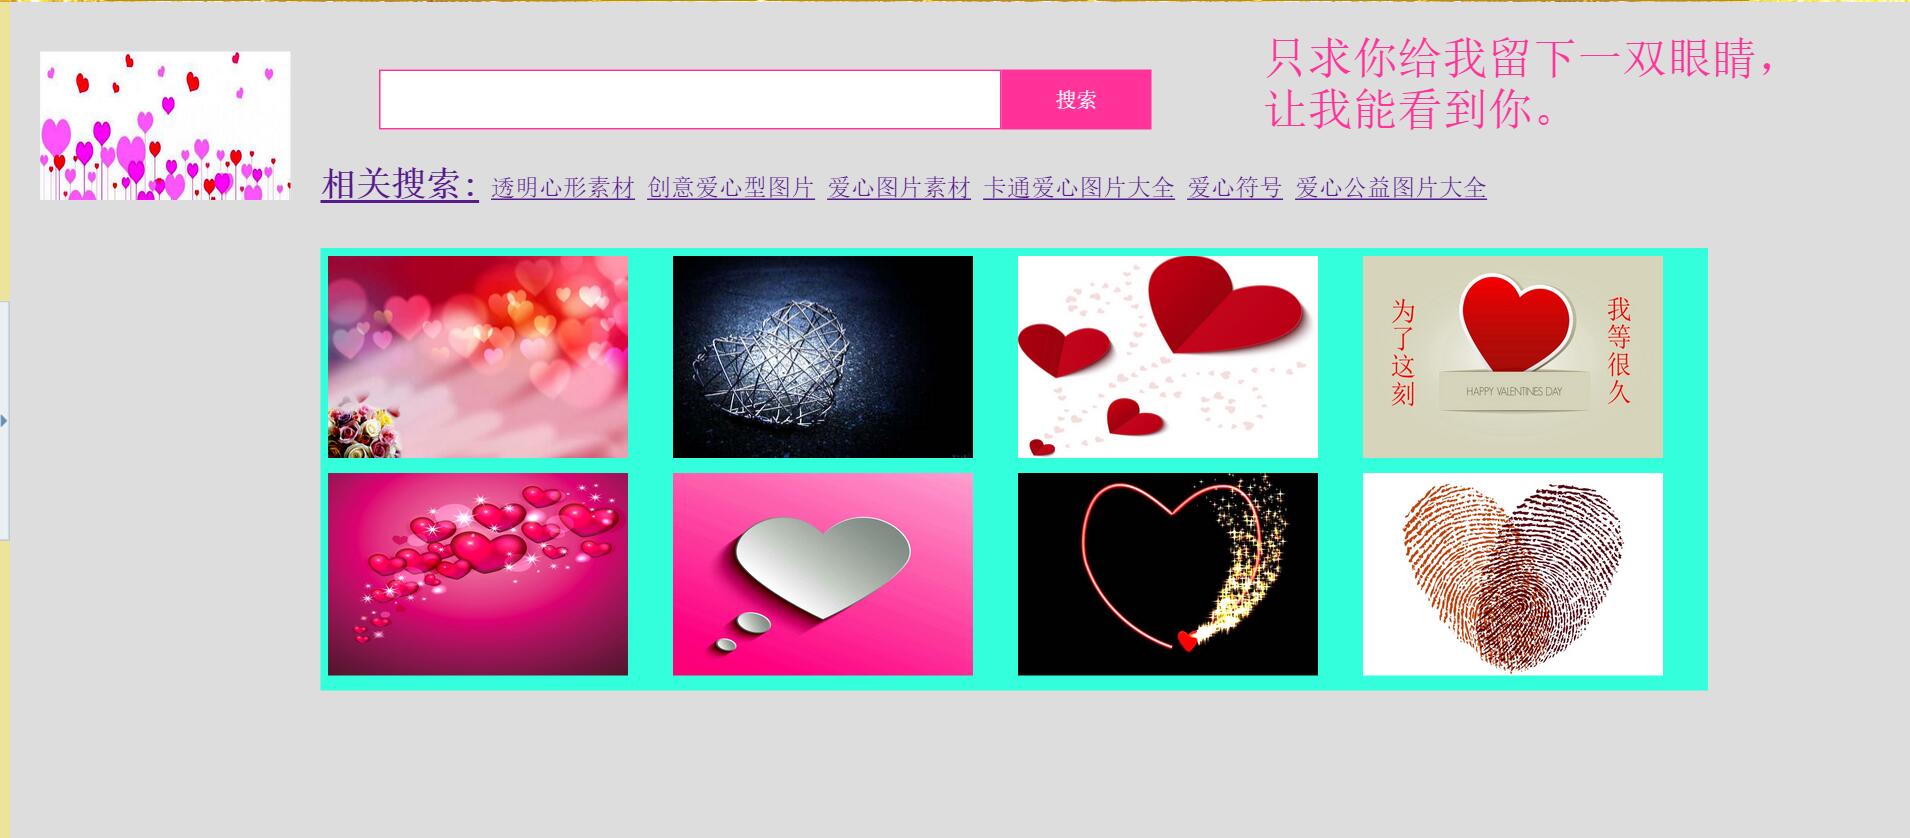 只求你给我留下一双眼睛，
让我能看到你。
搜索
相关搜索： 透明心形素材 创意爱心型图片 爱心图片素材 卡通爱心图片大全 爱心符号 爱心公益图片大全
为了这刻
HAPPY VALENTINES DAY
我等很久